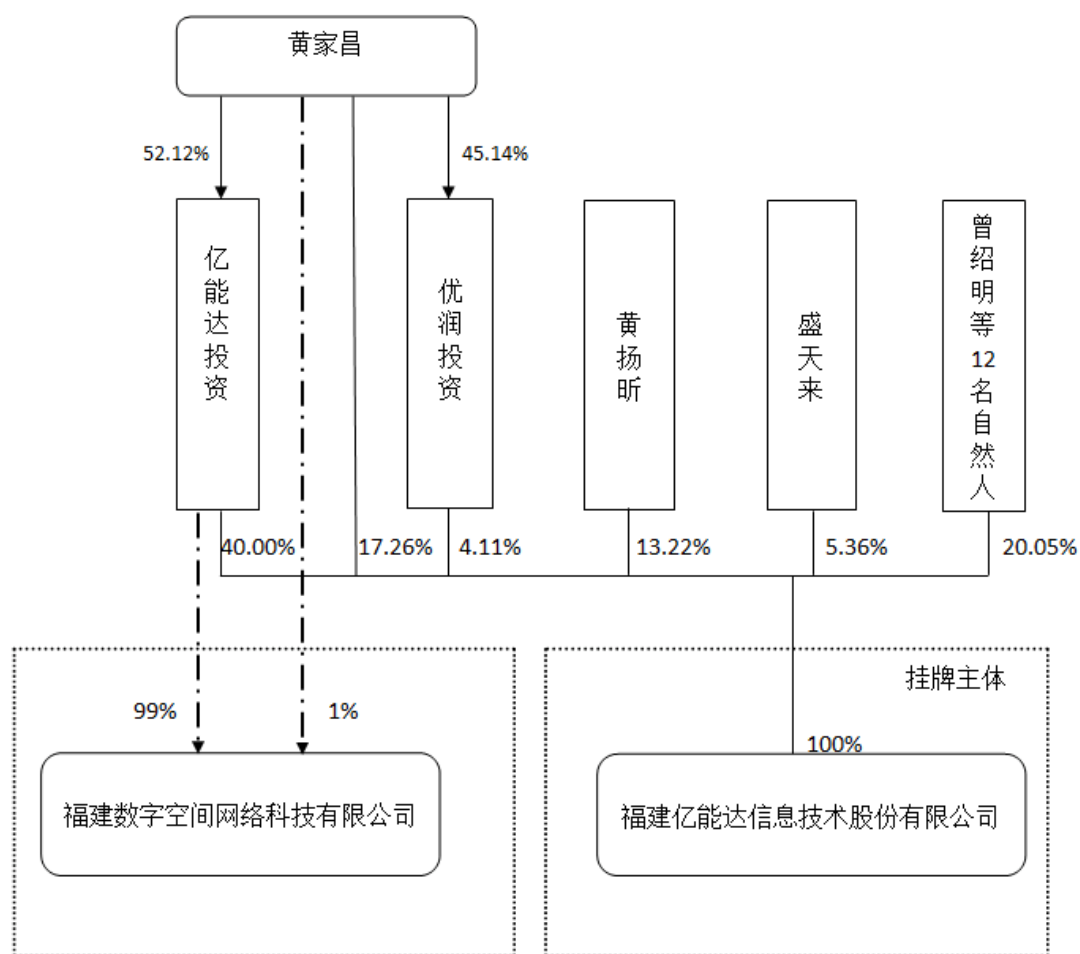 黄家昌
52.12%
45.14%
亿能达投资
优润投资
黄扬昕
盛天来
曾绍明等12名自然人
40.00%
17.26%
4.11%
13.22%
5.36%
20.05%
挂牌主体
99%
1%
100%
福建数字空间网络科技有限公司
福建亿能达信息技术股份有限公司